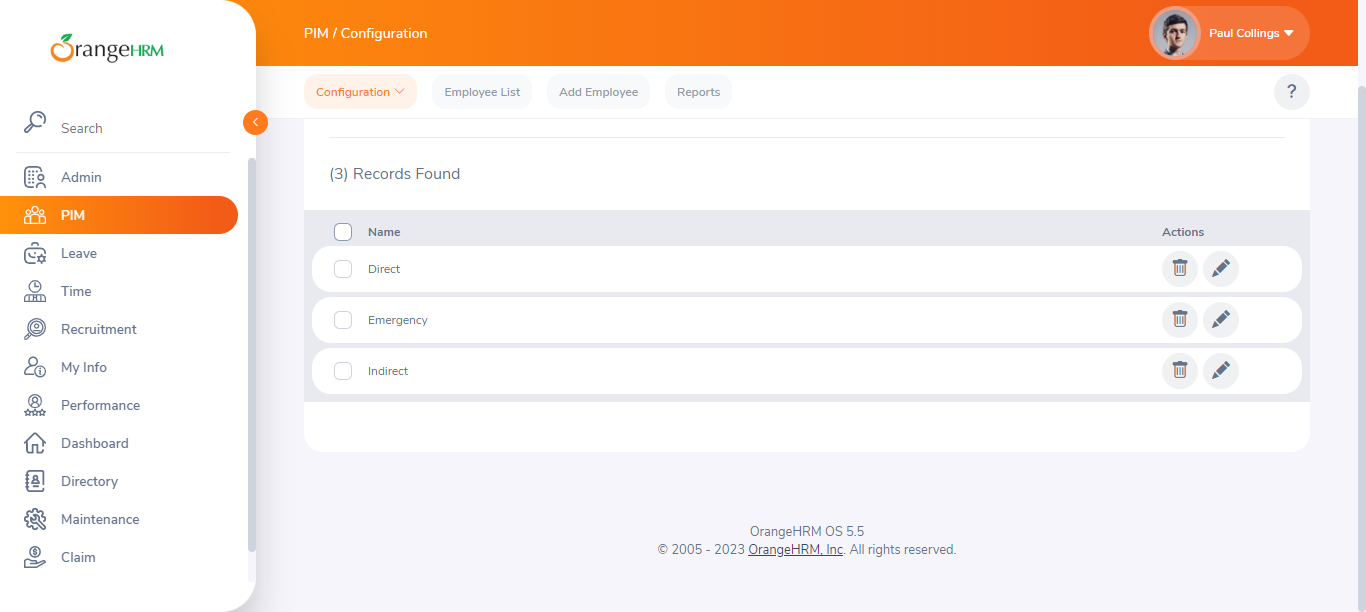 OrangeHRM
Search
Admin
PIM
Leave
Time
Recruitment
My Info
Performance
Dashboard
Directory
Maintenance
Claim
PIM / Configuration
Paul Collings
Configuration
Employee List
Add Employee
Reports
?
(3) Records Found
Name Actions
Direct
Emergency
Indirect
OrangeHRM OS 5.5
© 2005 - 2023 OrangeHRM, Inc. All rights reserved.